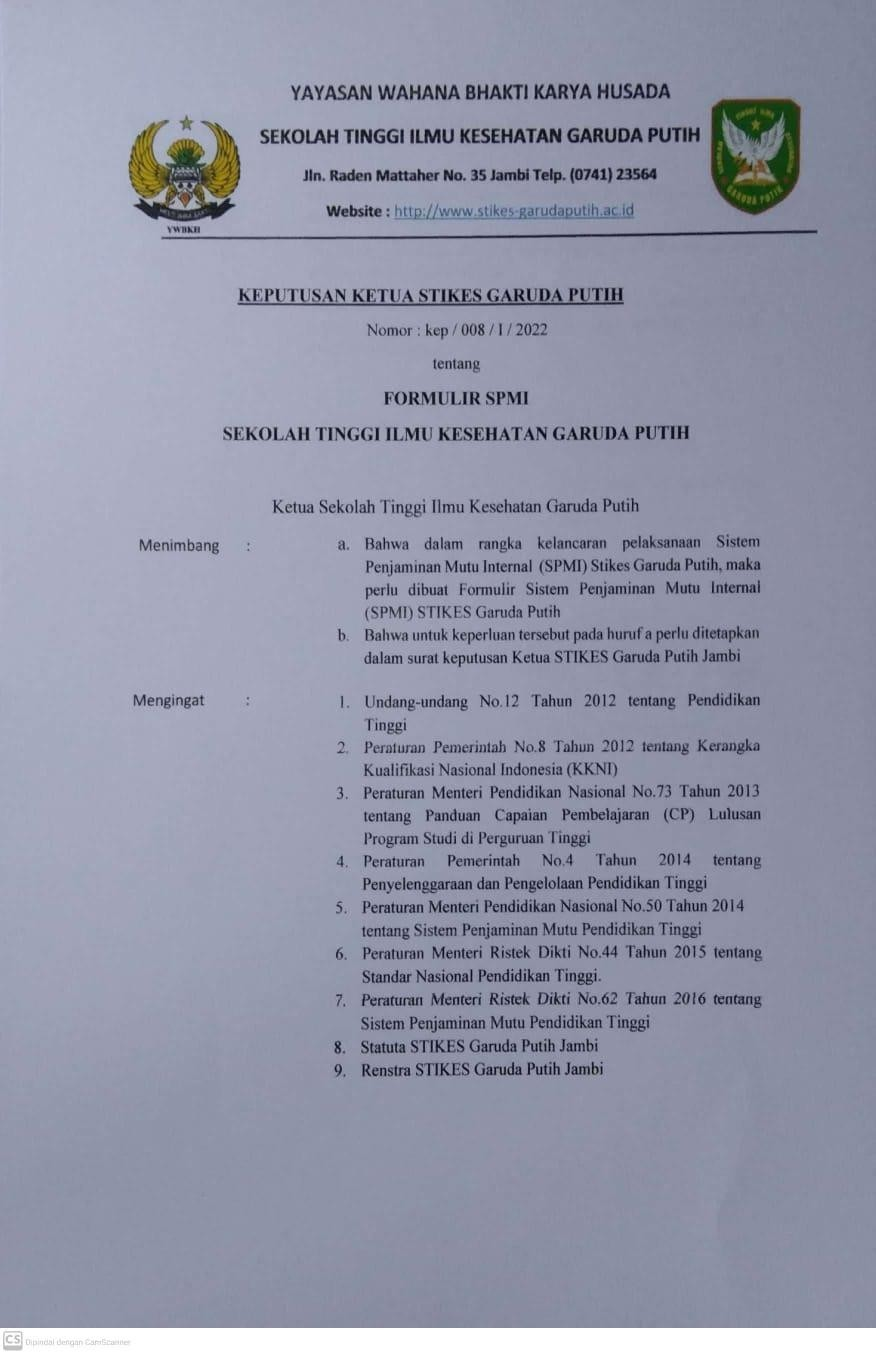 YAYASAN WAHANA BHAKTI KARYA HUSADA
SEKOLAH TINGGI ILMU KESEHATAN GARUDA PUTIH
Jln. Raden Mattaher No. 35 Jambi Telp. (0741) 23564
Website : http://www.stikes-garudaputih.ac.id
YWBKH
GARUDA PUTIH
KEPUTUSAN KETUA STIKES GARUDA PUTIH
Nomor : kep / 008 / I / 2022
tentang
FORMULIR SPMI
SEKOLAH TINGGI ILMU KESEHATAN GARUDA PUTIH
Ketua Sekolah Tinggi Ilmu Kesehatan Garuda Putih
Menimbang : a. Bahwa dalam rangka kelancaran pelaksanaan Sistem
Penjaminan Mutu Internal (SPMI) Stikes Garuda Putih, maka
perlu dibuat Formulir Sistem Penjaminan Mutu Internal
(SPMI) STIKES Garuda Putih
b. Bahwa untuk keperluan tersebut pada huruf a perlu ditetapkan
dalam surat keputusan Ketua STIKES Garuda Putih Jambi
Mengingat : 1. Undang-undang No.12 Tahun 2012 tentang Pendidikan
Tinggi
2. Peraturan Pemerintah No.8 Tahun 2012 tentang Kerangka
Kualifikasi Nasional Indonesia (KKNI)
3. Peraturan Menteri Pendidikan Nasional No.73 Tahun 2013
tentang Panduan Capaian Pembelajaran (CP) Lulusan
Program Studi di Perguruan Tinggi
4. Peraturan Pemerintah No.4 Tahun 2014 tentang
Penyelenggaraan dan Pengelolaan Pendidikan Tinggi
5. Peraturan Menteri Pendidikan Nasional No.50 Tahun 2014
tentang Sistem Penjaminan Mutu Pendidikan Tinggi
6. Peraturan Menteri Ristek Dikti No.44 Tahun 2015 tentang
Standar Nasional Pendidikan Tinggi.
7. Peraturan Menteri Ristek Dikti No.62 Tahun 2016 tentang
Sistem Penjaminan Mutu Pendidikan Tinggi
8. Statuta STIKES Garuda Putih Jambi
9. Renstra STIKES Garuda Putih Jambi
CS Dipindai dengan CamScanner